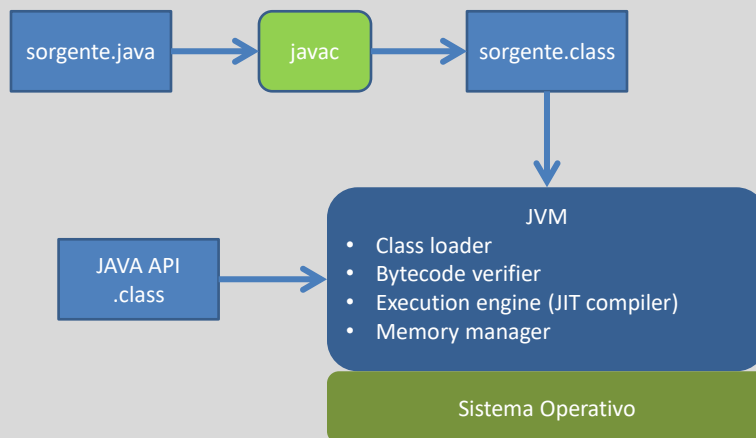 sorgente.java
javac
sorgente.class
JVM
• Class loader
• Bytecode verifier
• Execution engine (JIT compiler)
• Memory manager
JAVA API
.class
Sistema Operativo